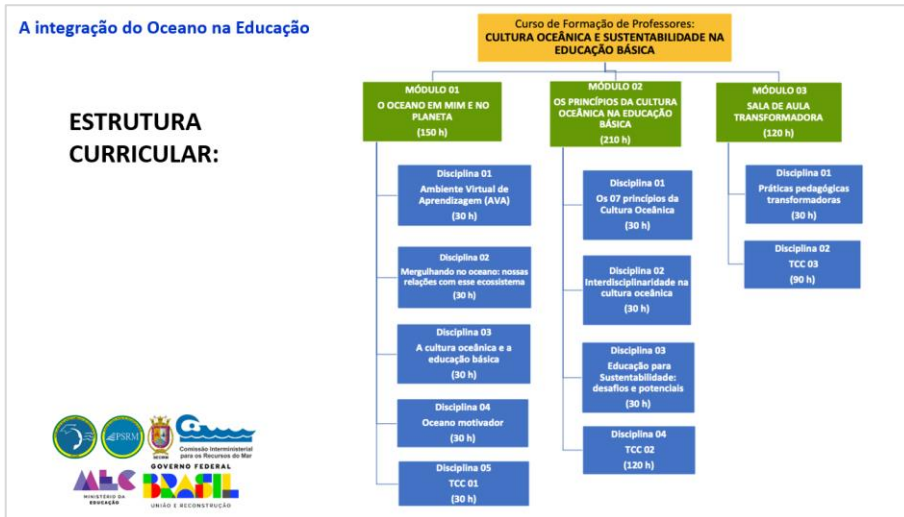 A integração do Oceano na Educação
ESTRUTURA
CURRICULAR:
Curso de Formação de Professores:
CULTURA OCEÂNICA E SUSTENTABILIDADE NA
EDUCAÇÃO BÁSICA
MÓDULO 01
O OCEANO EM MIM E NO
PLANETA
(150 h)
Disciplina 01
Ambiente Virtual de
Aprendizagem (AVA)
(30 h)
Disciplina 02
Mergulhando no oceano: nossas
relações com esse ecossistema
(30 h)
Disciplina 03
A cultura oceânica e a
educação básica
(30 h)
Disciplina 04
Oceano motivador
(30 h)
Disciplina 05
TCC 01
(30 h)
MÓDULO 02
OS PRINCÍPIOS DA CULTURA
OCEÂNICA NA EDUCAÇÃO
BÁSICA
(210 h)
Disciplina 01
Os 07 princípios da
Cultura Oceânica
(30 h)
Disciplina 02
Interdisciplinaridade na
cultura oceânica
(30 h)
Disciplina 03
Educação para
Sustentabilidade:
desafios e potenciais
(30 h)
Disciplina 04
TCC 02
(120 h)
MÓDULO 03
SALA DE AULA
TRANSFORMADORA
(120 h)
Disciplina 01
Práticas pedagógicas
transformadoras
(30 h)
Disciplina 02
TCC 03
(90 h)
PSRM
SECIRM
Comissão Interministerial
para os Recursos do Mar
MEC
MINISTÉRIO DA
EDUCAÇÃO
GOVERNO FEDERAL
BRASIL
UNIÃO E RECONSTRUÇÃO